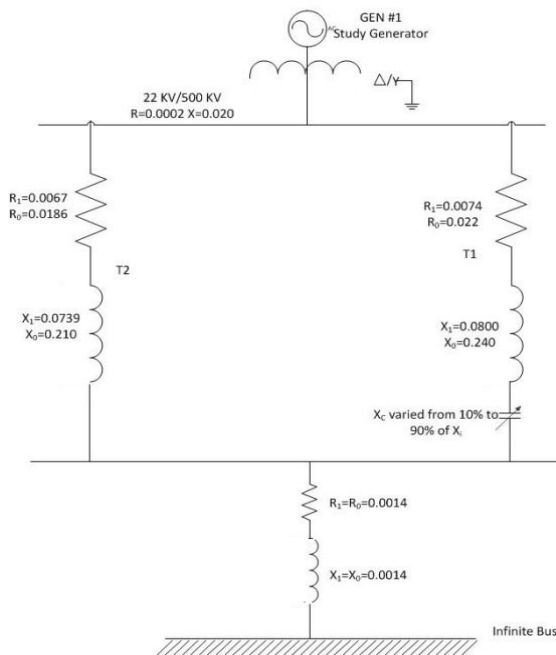 GEN #1
Study Generator
AC
Δ/Y
22 KV/500 KV
R=0.0002 X=0.020
R₁=0.0067
R₀=0.0186
R₁=0.0074
R₀=0.022
T2
T1
X₁=0.0739
X₀=0.210
X₁=0.0800
X₀=0.240
X꜀ varied from 10% to
90% of Xₗ
R₁=R₀=0.0014
X₁=X₀=0.0014
Infinite Bus